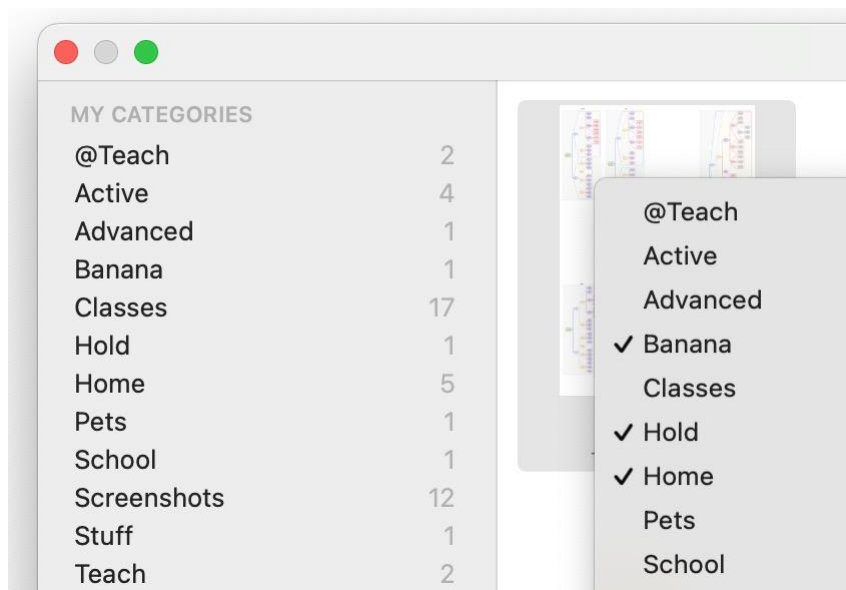 MY CATEGORIES
@Teach 2
Active 4
Advanced 1
Banana 1
Classes 17
Hold 1
Home 5
Pets 1
School 1
Screenshots 12
Stuff 1
Teach 2
@Teach
Active
Advanced
✓ Banana
Classes
✓ Hold
✓ Home
Pets
School